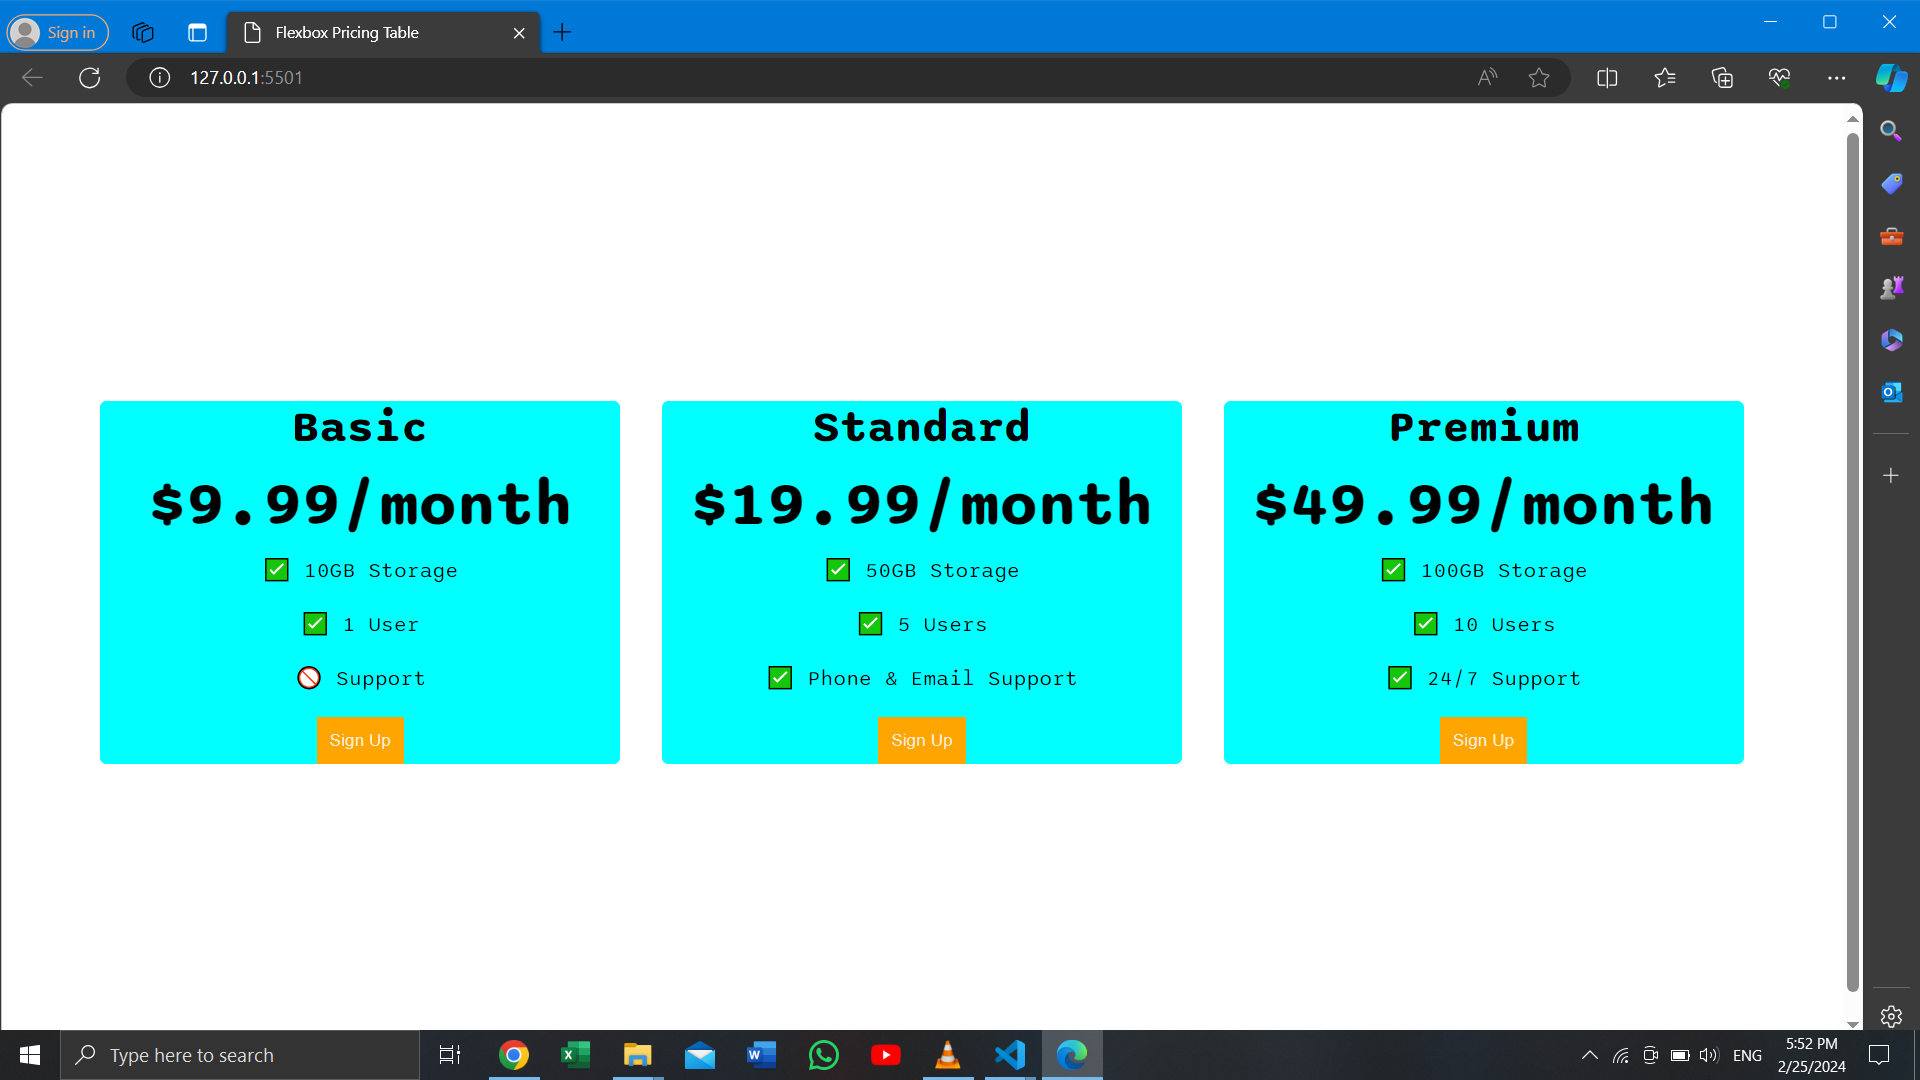 Sign in
Flexbox Pricing Table
127.0.0.1:5501
Basic
$9.99/month
✅ 10GB Storage
✅ 1 User
🚫 Support
Sign Up
Standard
$19.99/month
✅ 50GB Storage
✅ 5 Users
✅ Phone & Email Support
Sign Up
Premium
$49.99/month
✅ 100GB Storage
✅ 10 Users
✅ 24/7 Support
Sign Up
Type here to search
ENG
5:52 PM
2/25/2024